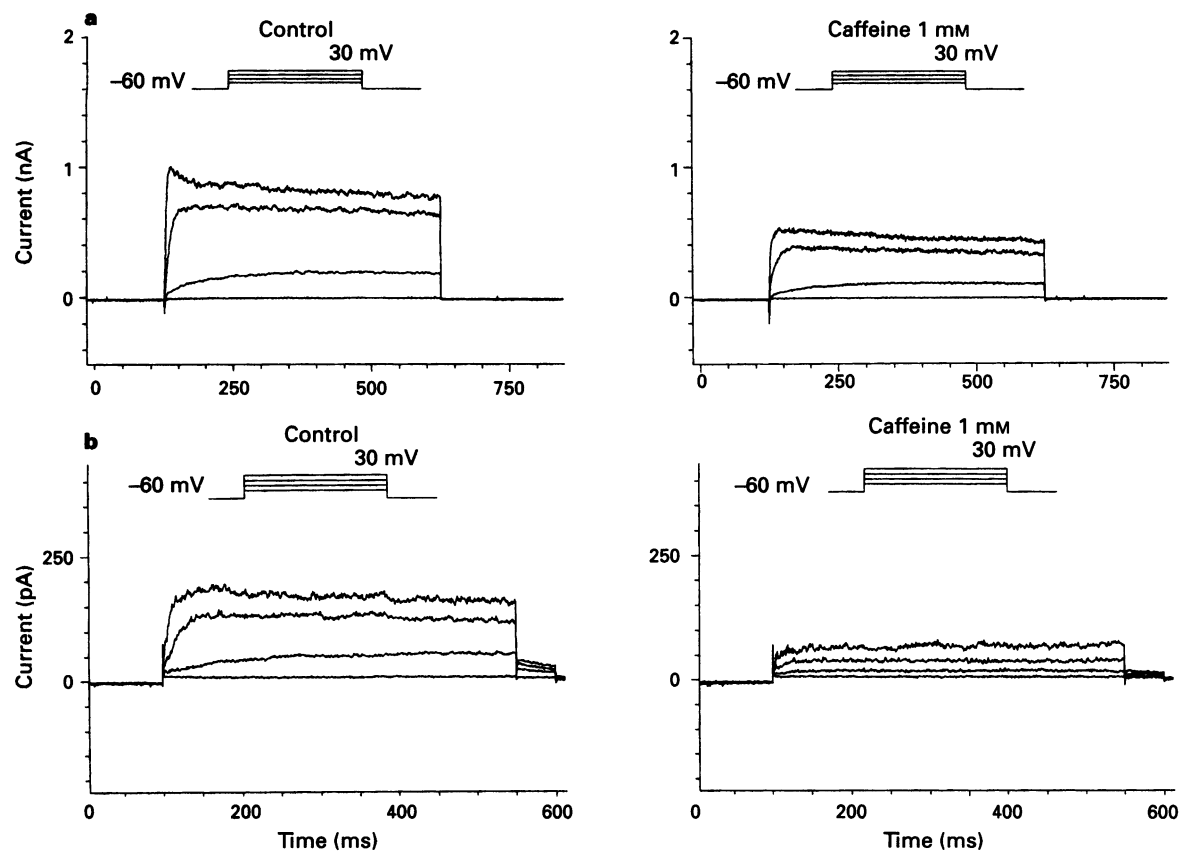 a
Control
30 mV
–60 mV
Current (nA)
2
1
0
0 250 500 750
Caffeine 1 mM
30 mV
–60 mV
2
1
0
0 250 500 750
b
Control
30 mV
–60 mV
Current (pA)
250
0
0 200 400 600
Time (ms)
Caffeine 1 mM
30 mV
–60 mV
250
0
0 200 400 600
Time (ms)